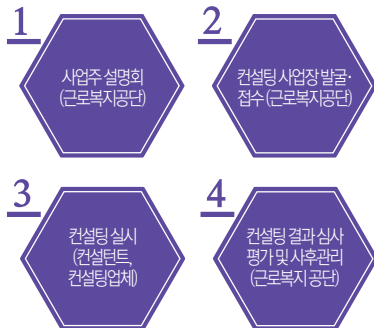 1
사업주 설명회
(근로복지공단)
2
컨설팅 사업장 발굴·
접수 (근로복지공단)
3
컨설팅 실시
(컨설턴트,
컨설팅업체)
4
컨설팅 결과 심사
평가 및 사후관리
(근로복지 공단)